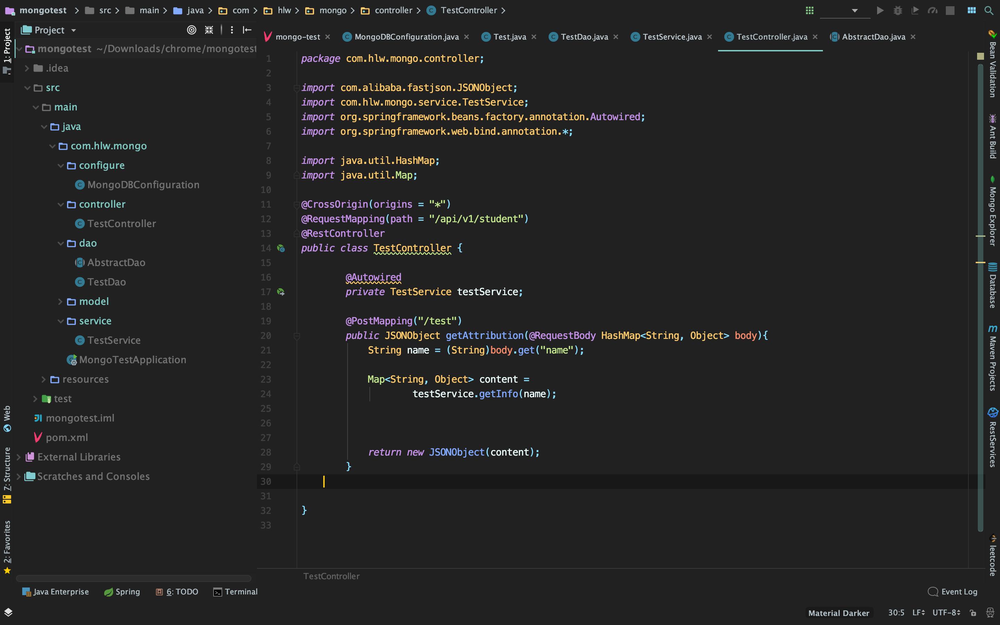 mongotest src main java com hlw mongo controller TestController
Project
mongo-test MongoDBConfiguration.java Test.java TestDao.java TestService.java TestController.java AbstractDao.java
1: Project
Web
7: Structure
2: Favorites
mongotest ~/Downloads/chrome/mongotest
.idea
src
main
java
com.hlw.mongo
configure
MongoDBConfiguration
controller
TestController
dao
AbstractDao
TestDao
model
service
TestService
MongoTestApplication
resources
test
mongotest.iml
pom.xml
External Libraries
Scratches and Consoles
1 package com.hlw.mongo.controller;
2
3 import com.alibaba.fastjson.JSONObject;
4 import com.hlw.mongo.service.TestService;
5 import org.springframework.beans.factory.annotation.Autowired;
6 import org.springframework.web.bind.annotation.*;
7
8 import java.util.HashMap;
9 import java.util.Map;
10
11 @CrossOrigin(origins = "*")
12 @RequestMapping(path = "/api/v1/student")
13 @RestController
14 public class TestController {
15
16 @Autowired
17 private TestService testService;
18
19 @PostMapping("/test")
20 public JSONObject getAttribution(@RequestBody HashMap<String, Object> body){
21 String name = (String)body.get("name");
22
23 Map<String, Object> content =
24 testService.getInfo(name);
25
26
27
28 return new JSONObject(content);
29 }
30
31
32 }
33
TestController
Bean Validation
Ant Build
Mongo Explorer
Database
Maven Projects
RestServices
leetcode
Java Enterprise Spring 6: TODO Terminal Event Log
Material Darker 30:5 LF UTF-8